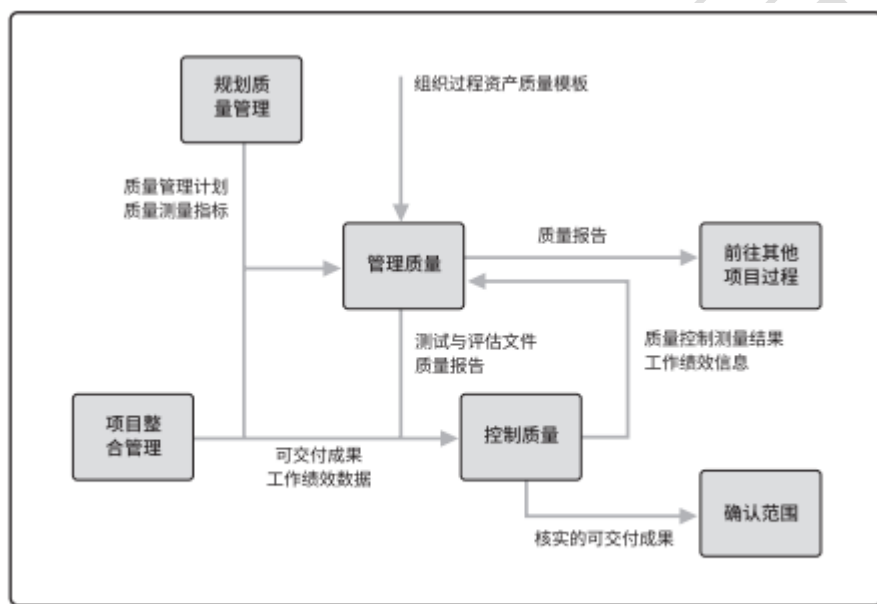 规划质
量管理
组织过程资产质量模板
质量管理计划
质量测量指标
管理质量
质量报告
前往其他
项目过程
测试与评估文件
质量报告
质量控制测量结果
工作绩效信息
项目整
合管理
可交付成果
工作绩效数据
控制质量
核实的可交付成果
确认范围